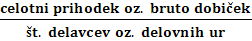 celotni prihodek oz. bruto dobiček
št. delavcev oz. delovnih ur